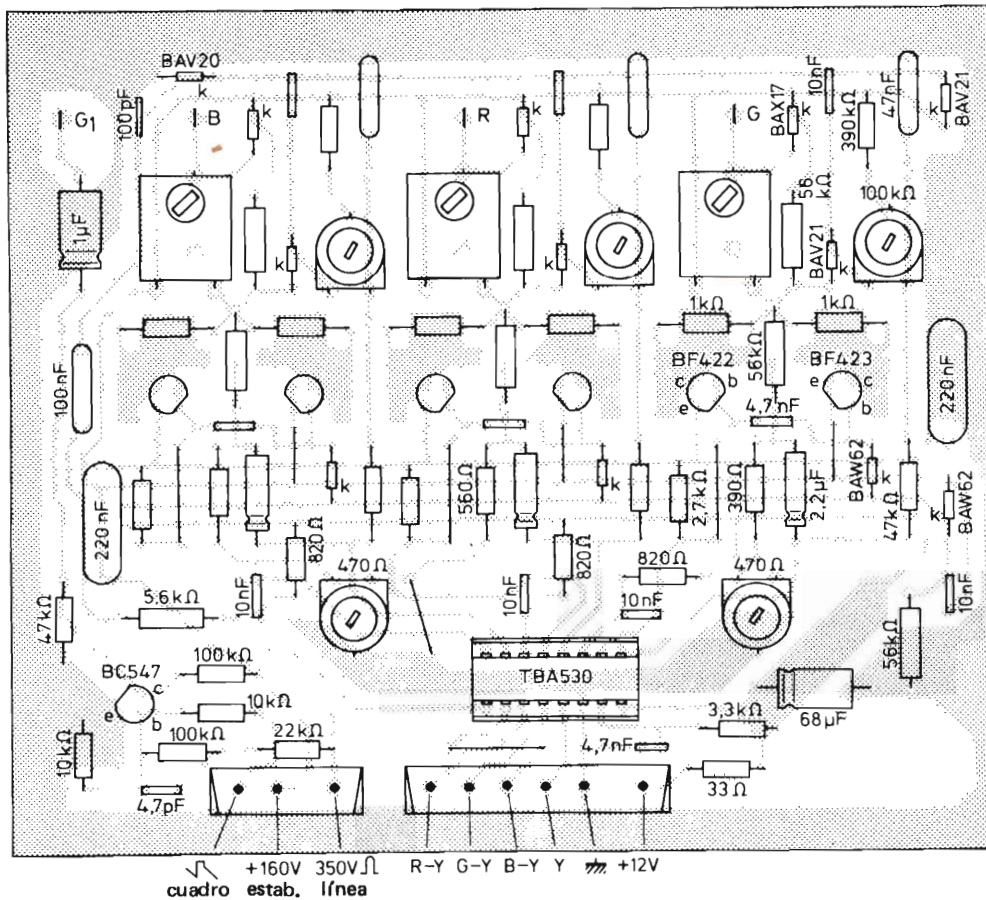 BAV20
k
100pF
G1
B
k
R
k
G
BAX17
k
10nF
390kΩ
47nF
k
BAV21
1µF
k
k
56
kΩ
BAV21
k
100kΩ
1kΩ
1kΩ
100nF
BF422
c
b
e
56kΩ
BF423
e
c
b
220nF
4,7nF
220nF
k
560Ω
k
2,7kΩ
390Ω
2,2µF
BAW62
k
47kΩ
k
BAW62
820Ω
820Ω
470Ω
820Ω
470Ω
47kΩ
5,6kΩ
10nF
10nF
10nF
56kΩ
10nF
BC547
c
e
b
100kΩ
10kΩ
TBA530
68µF
3,3kΩ
10kΩ
100kΩ
22kΩ
4,7nF
33Ω
4,7pF
+160V 350V R-Y G-Y B-Y Y +12V
cuadro estab. línea